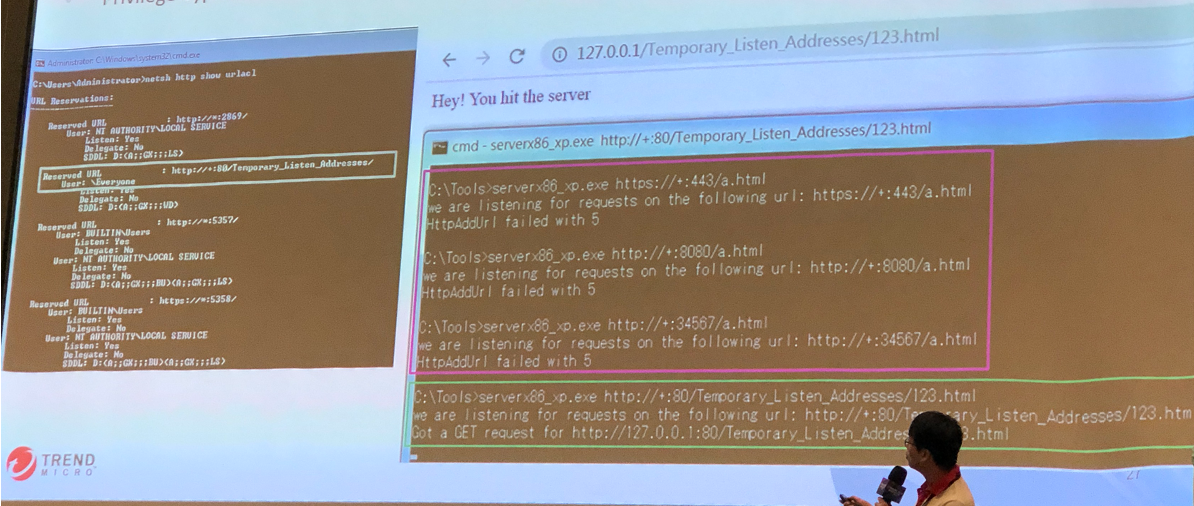 Administrator: C:\Windows\system32\cmd.exe
C:\Users\Administrator>netsh http show urlacl
URL Reservations:
Reserved URL : http://*:2869/
User: NT AUTHORITY\LOCAL SERVICE
Listen: Yes
Delegate: No
SDDL: D:(A;;GX;;;LS)
Reserved URL : http://+:80/Temporary_Listen_Addresses/
User: \Everyone
Listen: Yes
Delegate: No
SDDL: D:(A;;GX;;;WD)
Reserved URL : http://*:5357/
User: BUILTIN\Users
Listen: Yes
Delegate: No
User: NT AUTHORITY\LOCAL SERVICE
Listen: Yes
Delegate: No
SDDL: D:(A;;GX;;;BU)(A;;GX;;;LS)
Reserved URL : https://*:5358/
User: BUILTIN\Users
Listen: Yes
Delegate: No
User: NT AUTHORITY\LOCAL SERVICE
Listen: Yes
Delegate: No
SDDL: D:(A;;GX;;;BU)(A;;GX;;;LS)
127.0.0.1/Temporary_Listen_Addresses/123.html
Hey! You hit the server
cmd - serverx86_xp.exe http://+:80/Temporary_Listen_Addresses/123.html
C:\Tools>serverx86_xp.exe https://+:443/a.html
we are listening for requests on the following url: https://+:443/a.html
HttpAddUrl failed with 5
C:\Tools>serverx86_xp.exe http://+:8080/a.html
we are listening for requests on the following url: http://+:8080/a.html
HttpAddUrl failed with 5
C:\Tools>serverx86_xp.exe http://+:34567/a.html
we are listening for requests on the following url: http://+:34567/a.html
HttpAddUrl failed with 5
C:\Tools>serverx86_xp.exe http://+:80/Temporary_Listen_Addresses/123.html
we are listening for requests on the following url: http://+:80/Temporary_Listen_Addresses/123.htm
Got a GET request for http://127.0.0.1:80/Temporary_Listen_Addresses/123.html
TREND
MICRO